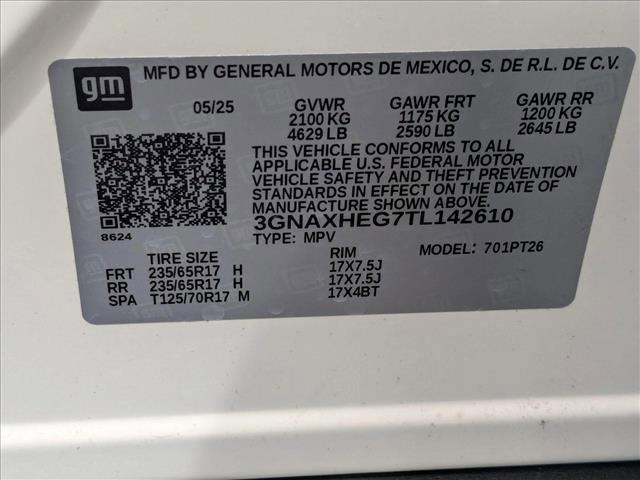 gm
MFD BY GENERAL MOTORS DE MEXICO, S. DE R.L. DE C.V.
05/25 GVWR GAWR FRT GAWR RR
2100 KG 1175 KG 1200 KG
4629 LB 2590 LB 2645 LB
THIS VEHICLE CONFORMS TO ALL
APPLICABLE U.S. FEDERAL MOTOR
VEHICLE SAFETY AND THEFT PREVENTION
STANDARDS IN EFFECT ON THE DATE OF
MANUFACTURE SHOWN ABOVE.
8624
3GNAXHEG7TL142610
TYPE: MPV MODEL: 701PT26
TIRE SIZE RIM
FRT 235/65R17 H 17X7.5J
RR 235/65R17 H 17X7.5J
SPA T125/70R17 M 17X4BT